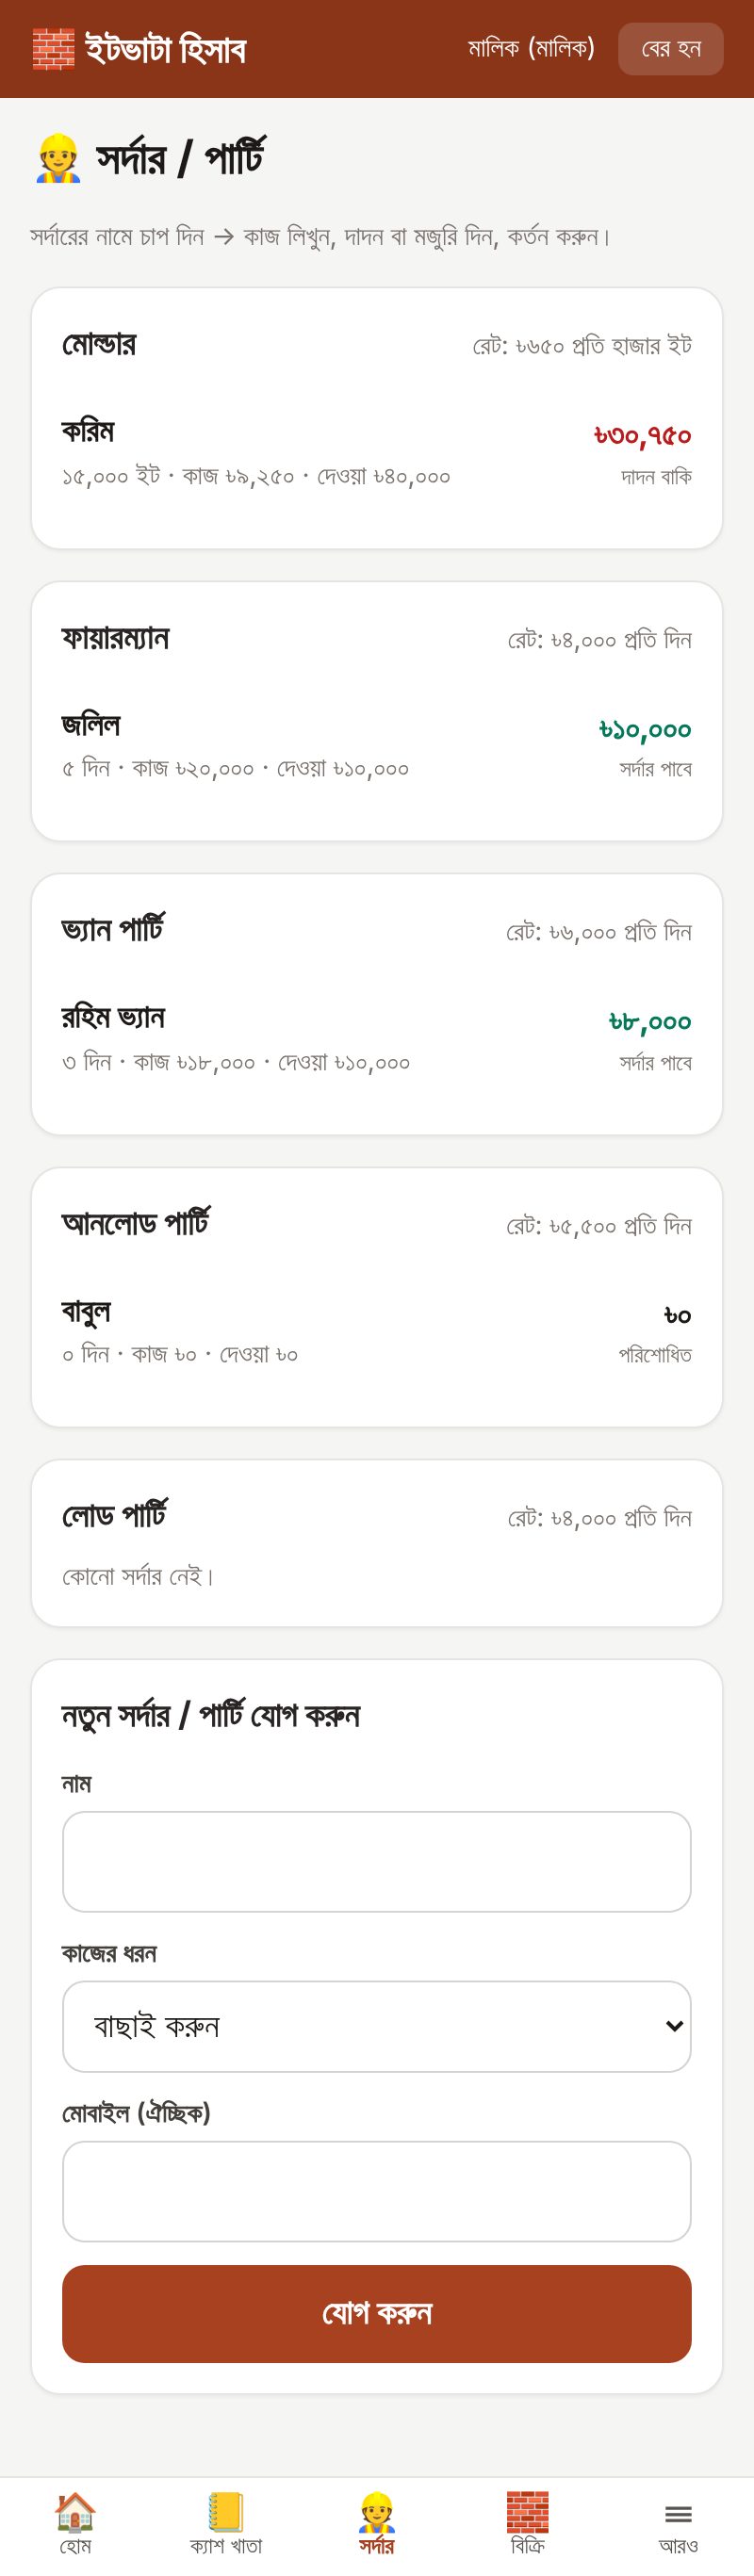 ইটভাটা হিসাব
মালিক (মালিক) বের হন
সর্দার / পার্টি
সর্দারের নামে চাপ দিন → কাজ লিখুন, দাদন বা মজুরি দিন, কর্তন করুন।
মোল্ডার রেট: ৳৬৫০ প্রতি হাজার ইট
করিম ৳৩০,৭৫০
১৫,০০০ ইট · কাজ ৳৯,২৫০ · দেওয়া ৳৪০,০০০ দাদন বাকি
ফায়ারম্যান রেট: ৳৪,০০০ প্রতি দিন
জলিল ৳১০,০০০
৫ দিন · কাজ ৳২০,০০০ · দেওয়া ৳১০,০০০ সর্দার পাবে
ভ্যান পার্টি রেট: ৳৬,০০০ প্রতি দিন
রহিম ভ্যান ৳৮,০০০
৩ দিন · কাজ ৳১৮,০০০ · দেওয়া ৳১০,০০০ সর্দার পাবে
আনলোড পার্টি রেট: ৳৫,৫০০ প্রতি দিন
বাবুল ৳০
০ দিন · কাজ ৳০ · দেওয়া ৳০ পরিশোধিত
লোড পার্টি রেট: ৳৪,০০০ প্রতি দিন
কোনো সর্দার নেই।
নতুন সর্দার / পার্টি যোগ করুন
নাম
কাজের ধরন
বাছাই করুন
মোবাইল (ঐচ্ছিক)
যোগ করুন
হোম ক্যাশ খাতা সর্দার বিক্রি আরও